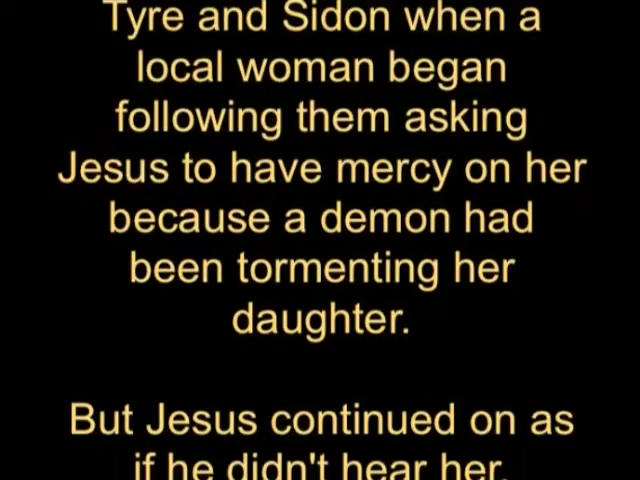 Tyre and Sidon when a
local woman began
following them asking
Jesus to have mercy on her
because a demon had
been tormenting her
daughter.
But Jesus continued on as
if he didn't hear her.